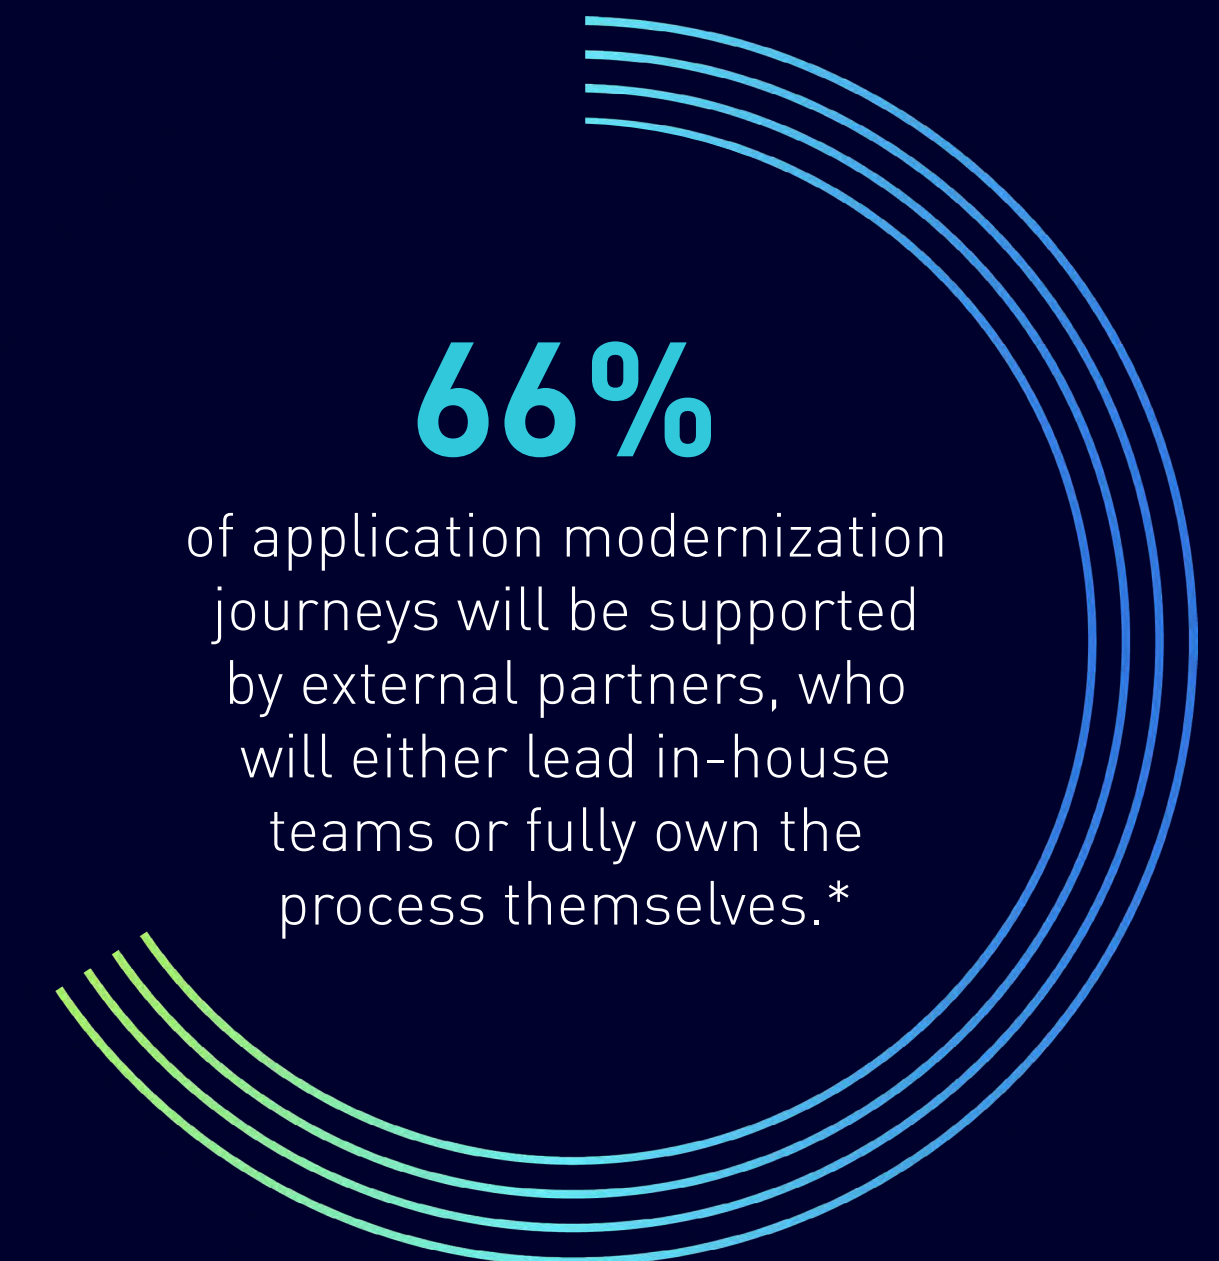 66%
of application modernization
journeys will be supported
by external partners, who
will either lead in-house
teams or fully own the
process themselves.*